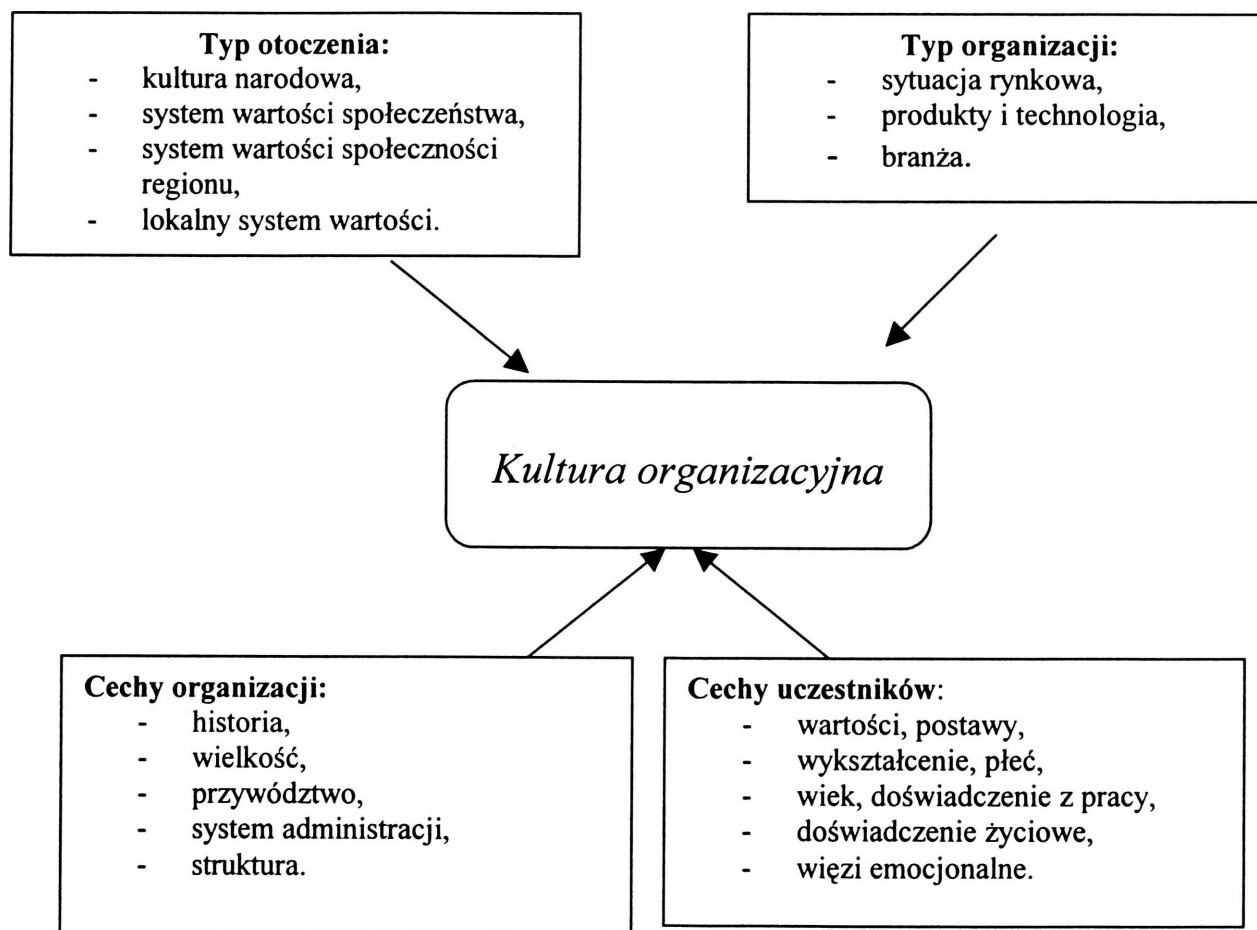 Typ otoczenia:
- kultura narodowa,
- system wartości społeczeństwa,
- system wartości społeczności
regionu,
- lokalny system wartości.
Typ organizacji:
- sytuacja rynkowa,
- produkty i technologia,
- branża.
Kultura organizacyjna
Cechy organizacji:
- historia,
- wielkość,
- przywództwo,
- system administracji,
- struktura.
Cechy uczestników:
- wartości, postawy,
- wykształcenie, płeć,
- wiek, doświadczenie z pracy,
- doświadczenie życiowe,
- więzi emocjonalne.